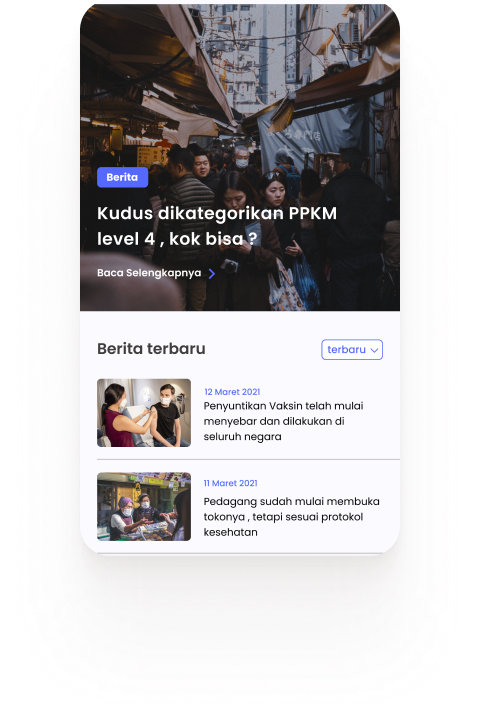 Berita
Kudus dikategorikan PPKM
level 4 , kok bisa ?
Baca Selengkapnya
Berita terbaru
terbaru
12 Maret 2021
Penyuntikan Vaksin telah mulai
menyebar dan dilakukan di
seluruh negara
11 Maret 2021
Pedagang sudah mulai membuka
tokonya , tetapi sesuai protokol
kesehatan